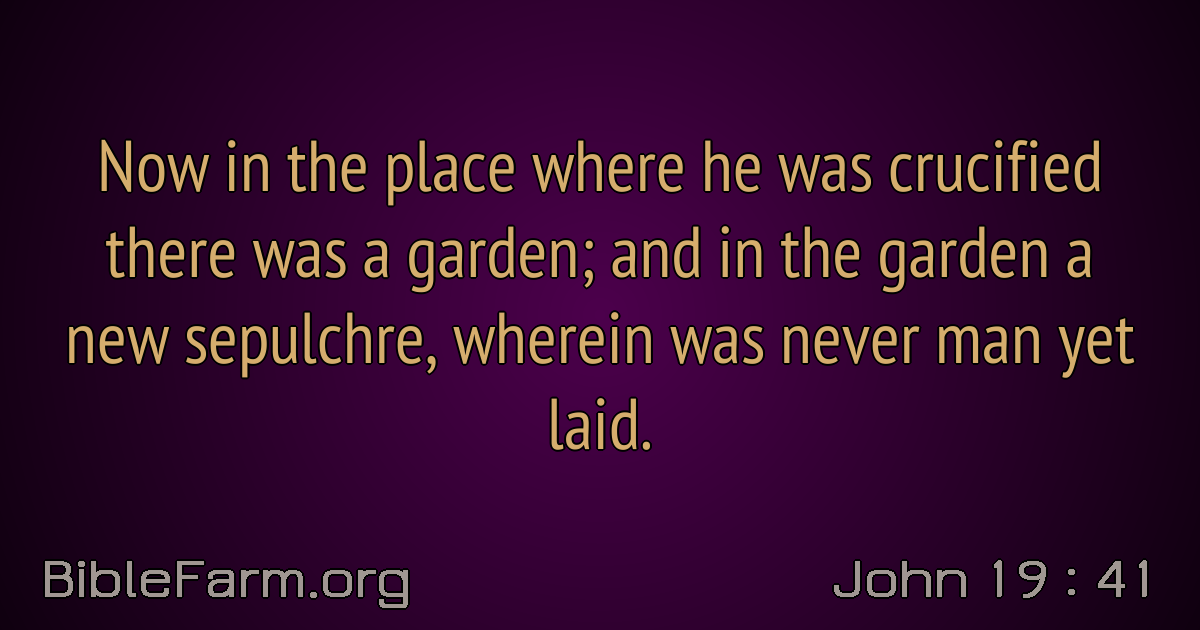 Now in the place where he was crucified
there was a garden; and in the garden a
new sepulchre, wherein was never man yet
laid.
BibleFarm.org
John 19 : 41